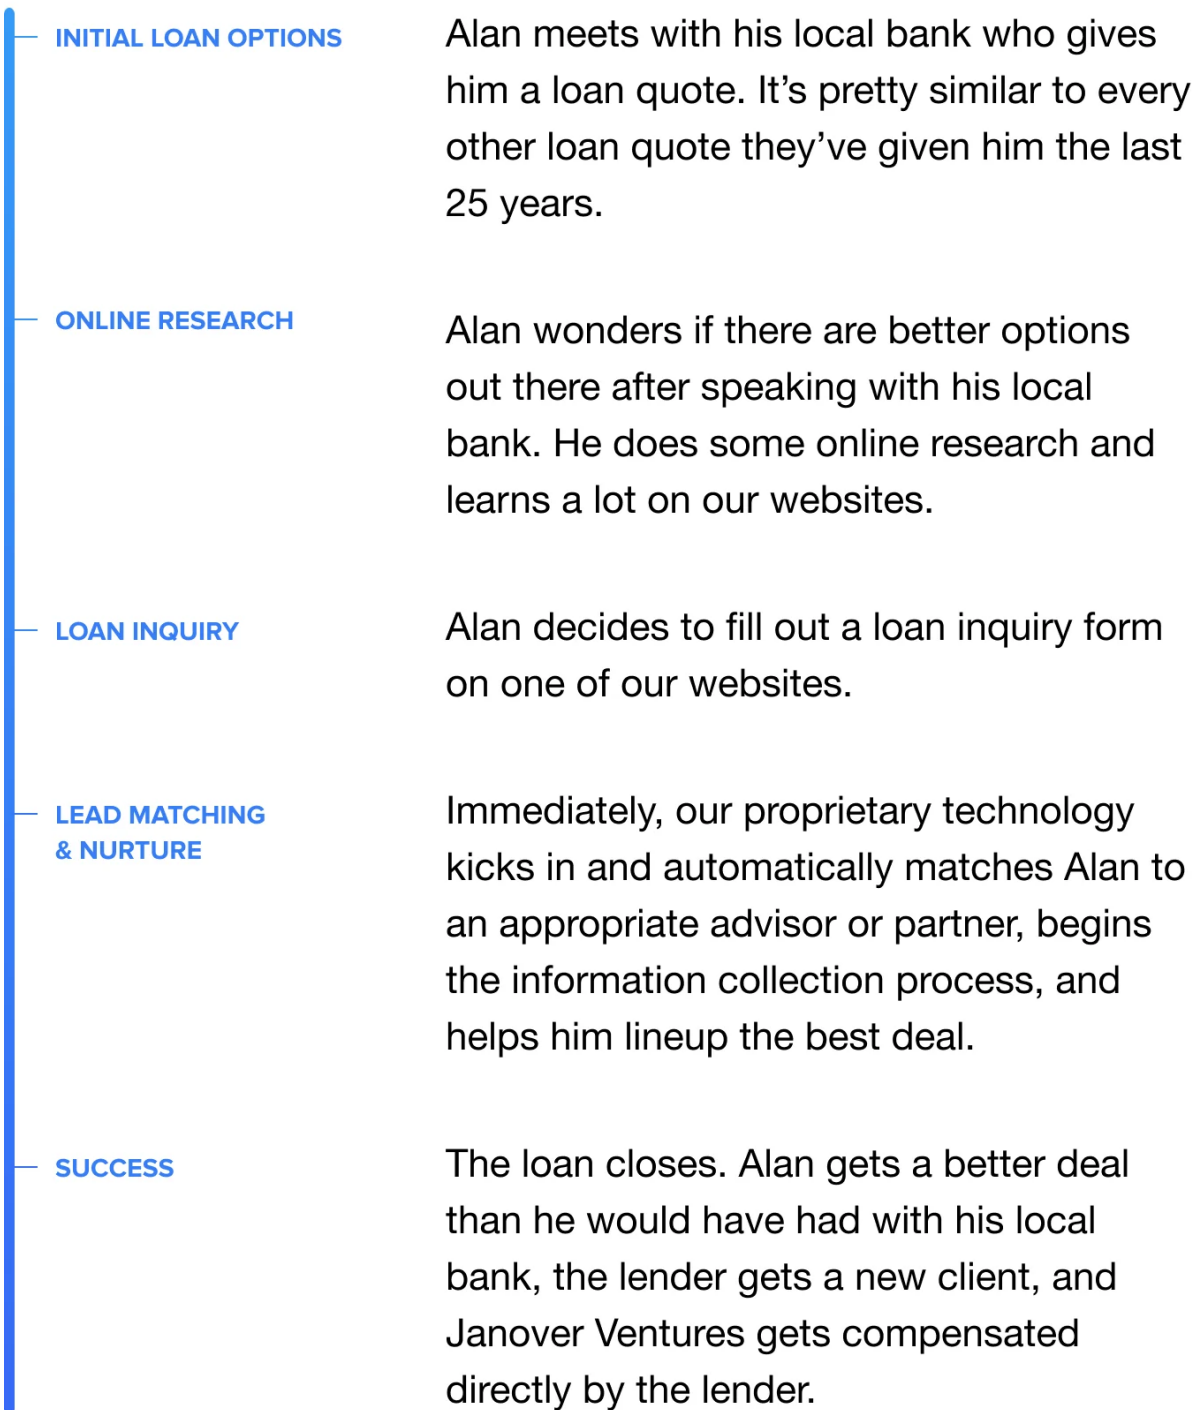 INITIAL LOAN OPTIONS
Alan meets with his local bank who gives
him a loan quote. It’s pretty similar to every
other loan quote they’ve given him the last
25 years.
ONLINE RESEARCH
Alan wonders if there are better options
out there after speaking with his local
bank. He does some online research and
learns a lot on our websites.
LOAN INQUIRY
Alan decides to fill out a loan inquiry form
on one of our websites.
LEAD MATCHING
& NURTURE
Immediately, our proprietary technology
kicks in and automatically matches Alan to
an appropriate advisor or partner, begins
the information collection process, and
helps him lineup the best deal.
SUCCESS
The loan closes. Alan gets a better deal
than he would have had with his local
bank, the lender gets a new client, and
Janover Ventures gets compensated
directly by the lender.